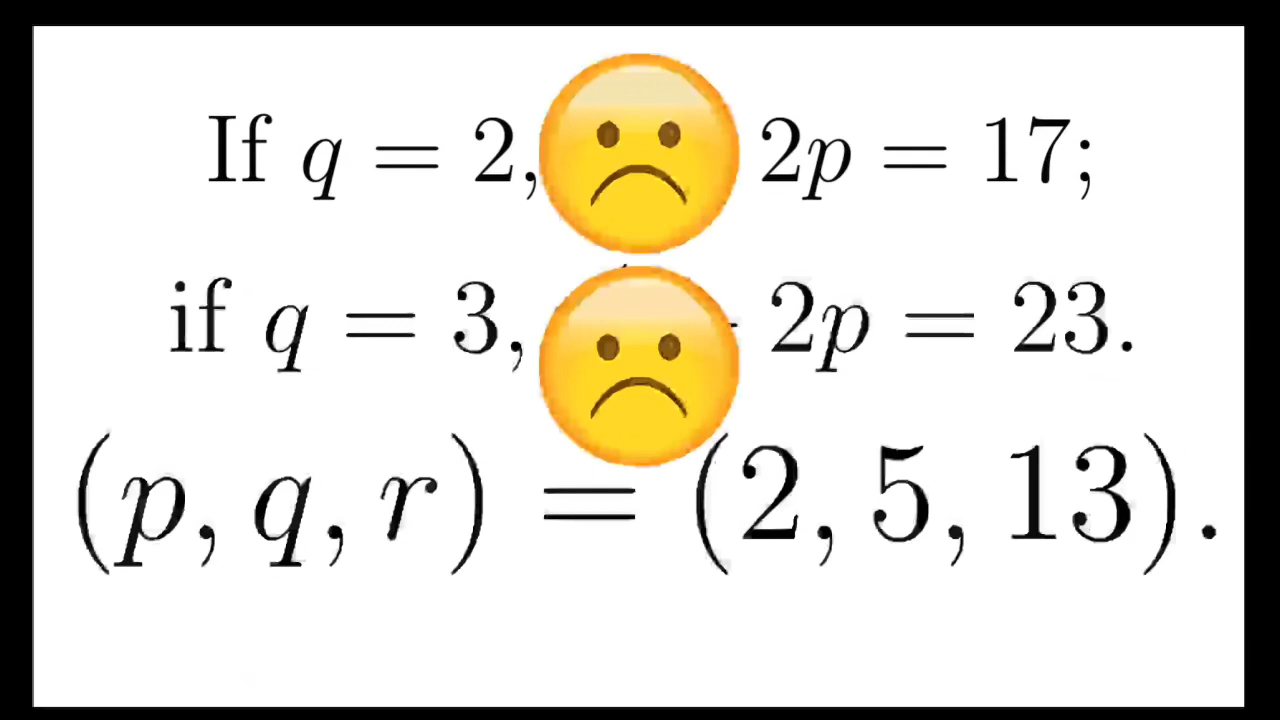 If q = 2, 2p = 17;
if q = 3, 2p = 23.
(p, q, r) = (2, 5, 13).